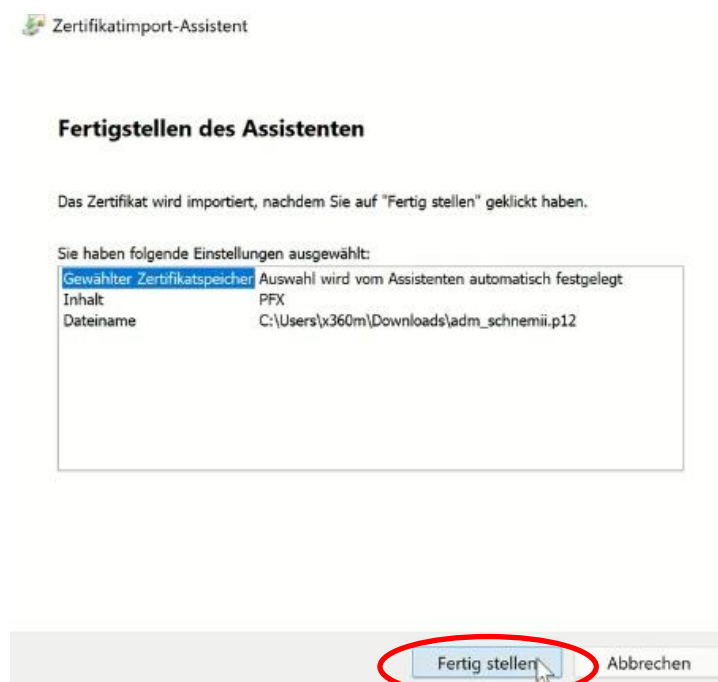 Zertifikatimport-Assistent
Fertigstellen des Assistenten
Das Zertifikat wird importiert, nachdem Sie auf "Fertig stellen" geklickt haben.
Sie haben folgende Einstellungen ausgewählt:
Gewählter Zertifikatspeicher Auswahl wird vom Assistenten automatisch festgelegt
Inhalt PFX
Dateiname C:\Users\x360m\Downloads\adm_schnemii.p12
Fertig stellen Abbrechen